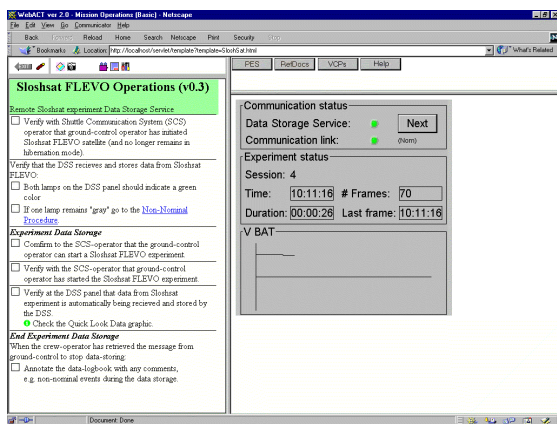 WebACT ver 2.0 - Mission Operations [Basic] - Netscape
File Edit View Go Communicator Help
Back Forward Reload Home Search Netscape Print Security Stop
Bookmarks Location: http://localhost/servlet/template?template=SloshSat.html What's Related
PES RefDocs VCPs Help
Sloshsat FLEVO Operations (v0.3)
Remote Sloshsat experiment Data Storage Service
Verify with Shuttle Communication System (SCS)
operator that ground-control operator has initiated
Sloshsat FLEVO satellite (and no longer remains in
hibernation mode).
Verify that the DSS recieves and stores data from Sloshsat
FLEVO:
Both lamps on the DSS panel should indicate a green
color
If one lamp remains "gray" go to the Non-Nominal
Procedure.
Experiment Data Storage
Confirm to the SCS-operator that the ground-control
operator can start a Sloshsat FLEVO experiment.
Verify with the SCS-operator that ground-control
operator has started the Sloshsat FLEVO experiment.
Verify at the DSS panel that data from Sloshsat
experiment is automatically being recieved and stored by
the DSS.
Check the Quick Look Data graphic.
End Experiment Data Storage
When the crew-operator has retrieved the message from
ground-control to stop data-storing:
Annotate the data-logbook with any comments,
e.g. non-nominal events during the data storage.
Communication status
Data Storage Service: Next
Communication link: (Nom)
Experiment status
Session: 4
Time: 10:11:16 # Frames: 70
Duration: 00:00:26 Last frame: 10:11:16
V BAT
Document: Done